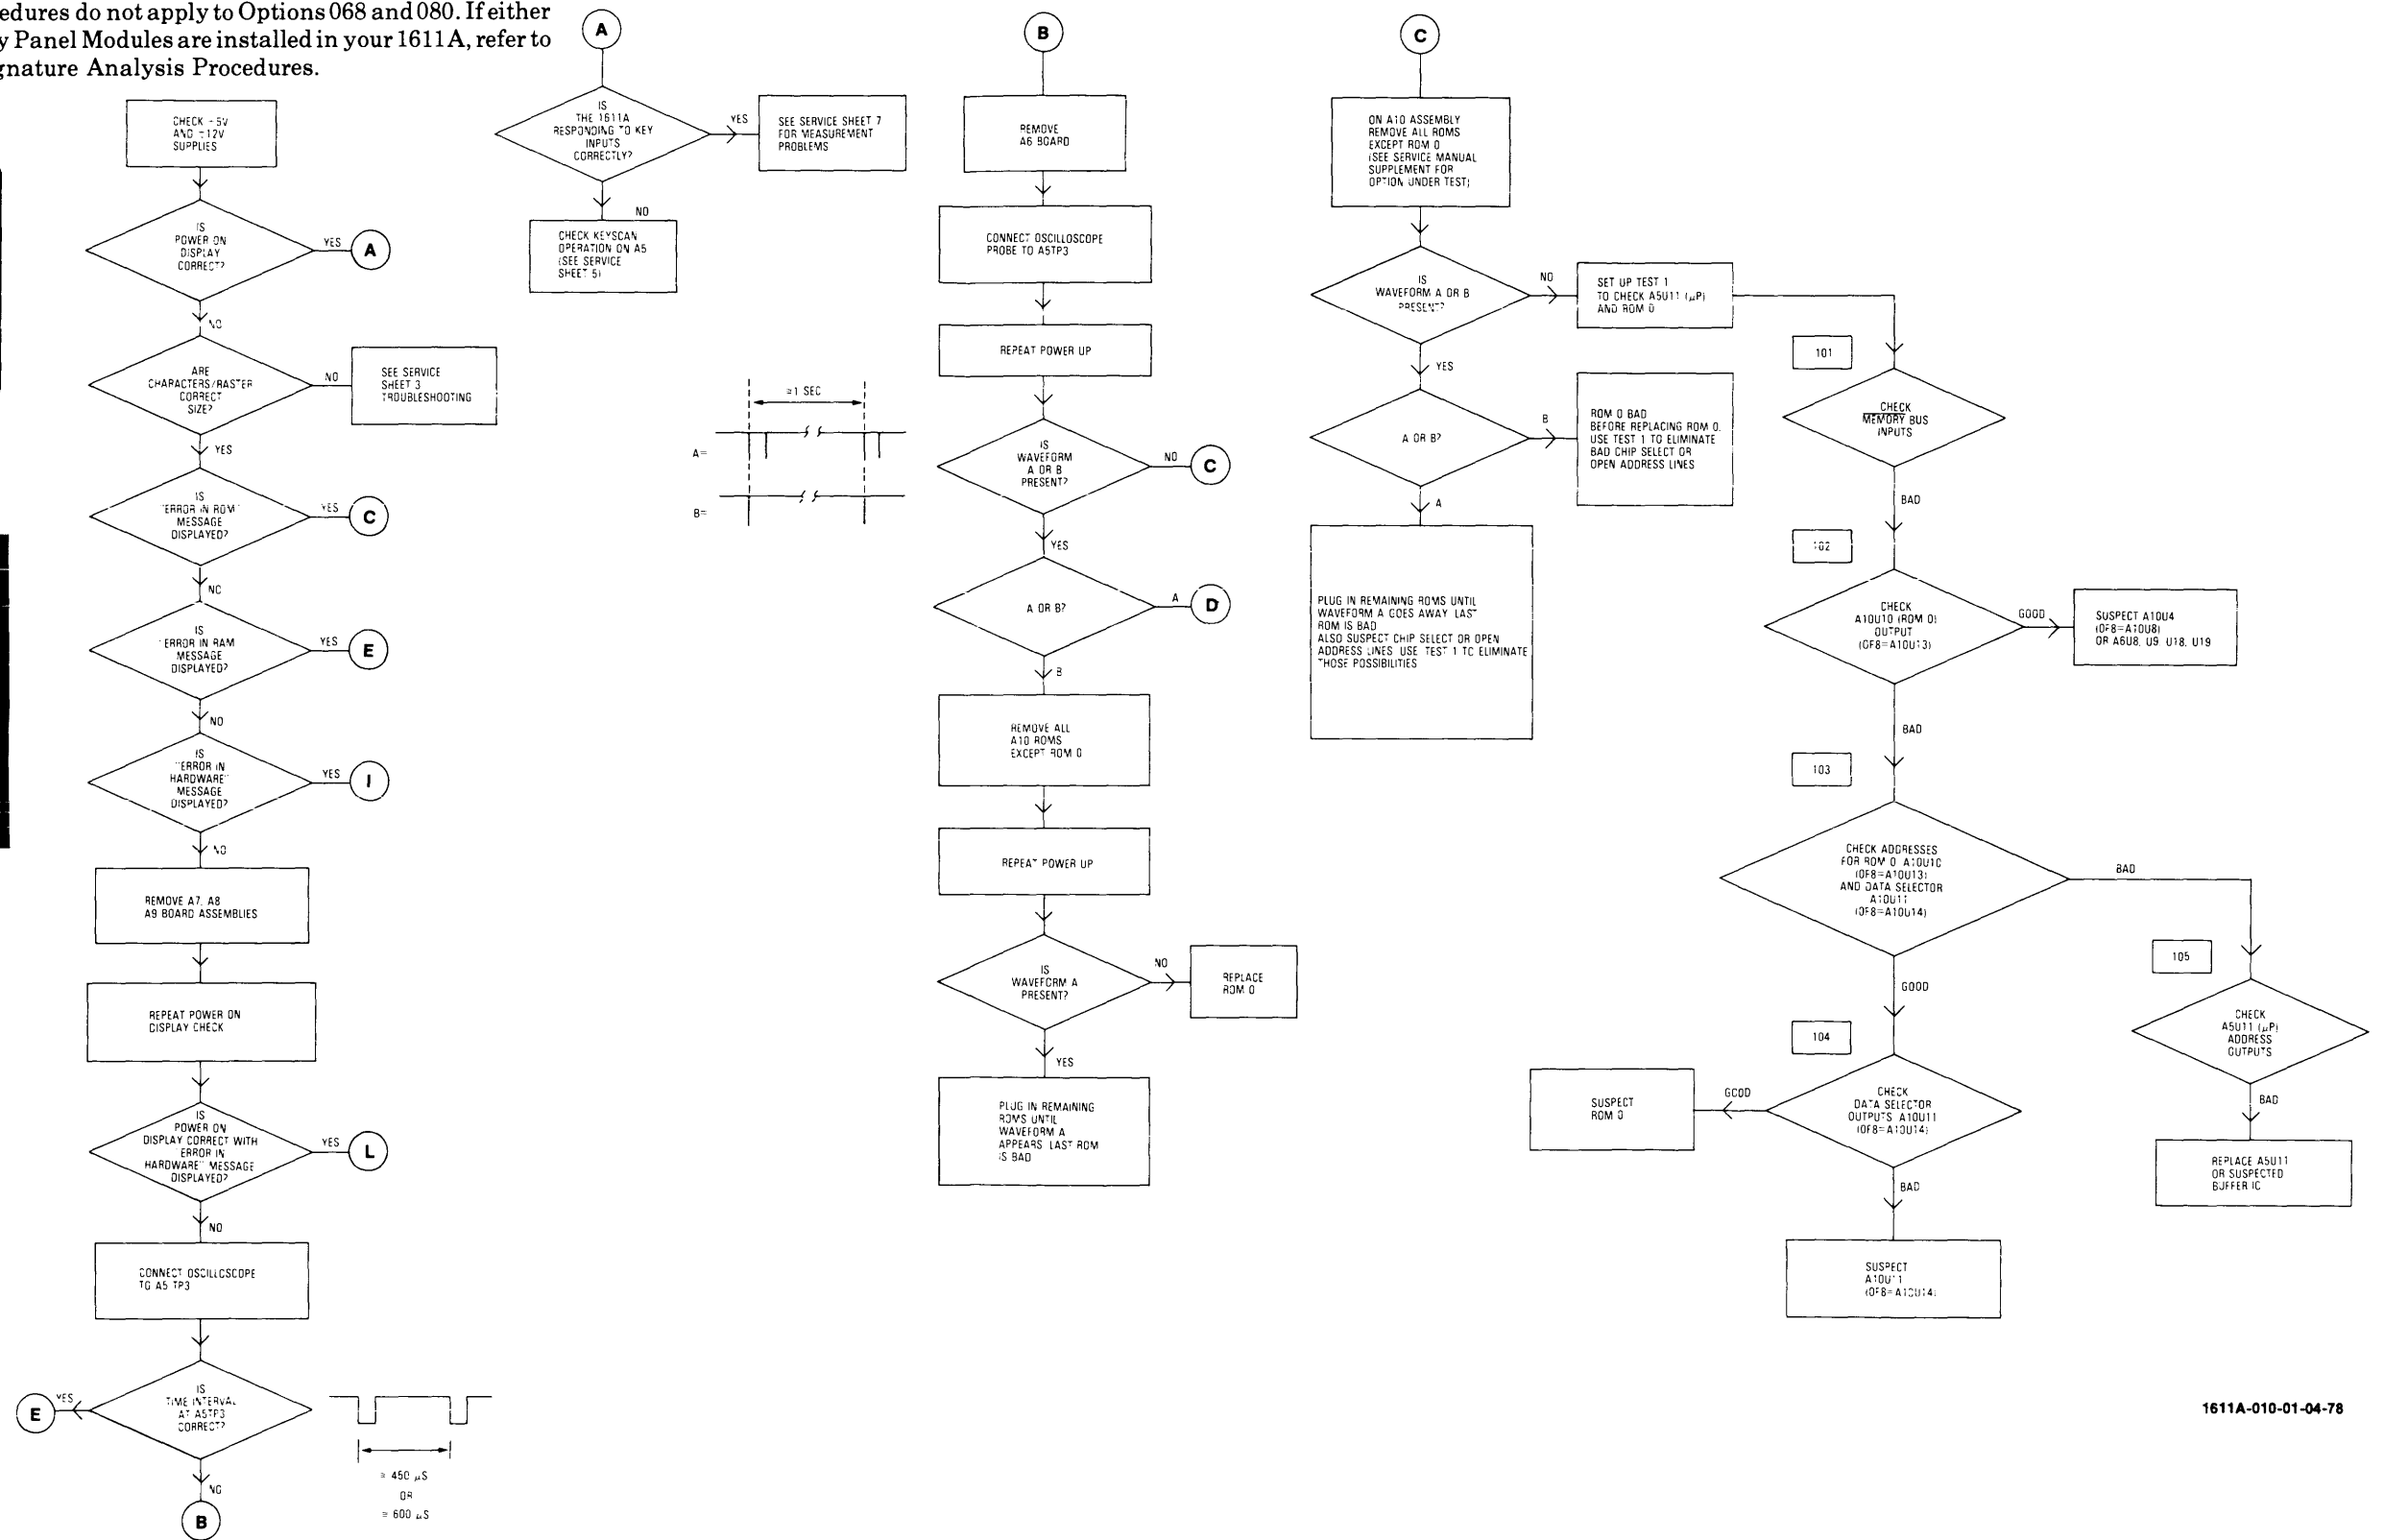 edures do not apply to Options 068 and 080. If either
y Panel Modules are installed in your 1611A, refer to
gnature Analysis Procedures.
CHECK -5V
AND -12V
SUPPLIES
IS
POWER ON
DISPLAY
CORRECT?
YES
A
NO
ARE
CHARACTERS/RASTER
CORRECT
SIZE?
NO
SEE SERVICE
SHEET 3
TROUBLESHOOTING
YES
IS
"ERROR IN ROM"
MESSAGE
DISPLAYED?
YES
C
NO
IS
"ERROR IN RAM
MESSAGE
DISPLAYED?
YES
E
NO
IS
"ERROR IN
HARDWARE"
MESSAGE
DISPLAYED?
YES
I
NO
REMOVE A7, A8
A9 BOARD ASSEMBLIES
REPEAT POWER ON
DISPLAY CHECK
IS
POWER ON
DISPLAY CORRECT WITH
"ERROR IN
HARDWARE" MESSAGE
DISPLAYED?
YES
L
NO
CONNECT OSCILLOSCOPE
TO A5 TP3
IS
TIME INTERVAL
AT A5TP3
CORRECT?
YES
E
≅ 450 µS
OR
≅ 600 µS
NO
B
A
IS
THE 1611A
RESPONDING TO KEY
INPUTS
CORRECTLY?
YES
SEE SERVICE SHEET 7
FOR MEASUREMENT
PROBLEMS
NO
CHECK KEYSCAN
OPERATION ON A5
(SEE SERVICE
SHEET 5)
≅1 SEC
A=
B=
B
REMOVE
A6 BOARD
CONNECT OSCILLOSCOPE
PROBE TO A5TP3
REPEAT POWER UP
IS
WAVEFORM
A OR B
PRESENT?
NO
C
YES
A OR B?
A
D
B
REMOVE ALL
A10 ROMS
EXCEPT ROM 0
REPEAT POWER UP
IS
WAVEFORM A
PRESENT?
NO
REPLACE
ROM 0
YES
PLUG IN REMAINING
ROMS UNTIL
WAVEFORM A
APPEARS LAST ROM
IS BAD
C
ON A10 ASSEMBLY
REMOVE ALL ROMS
EXCEPT ROM 0
(SEE SERVICE MANUAL
SUPPLEMENT FOR
OPTION UNDER TEST)
IS
WAVEFORM A OR B
PRESENT?
NO
SET UP TEST 1
TO CHECK A5U11 (µP)
AND ROM 0
YES
A OR B?
B
ROM 0 BAD
BEFORE REPLACING ROM 0,
USE TEST 1 TO ELIMINATE
BAD CHIP SELECT OR
OPEN ADDRESS LINES
A
PLUG IN REMAINING ROMS UNTIL
WAVEFORM A GOES AWAY LAST
ROM IS BAD
ALSO SUSPECT CHIP SELECT OR OPEN
ADDRESS LINES USE TEST 1 TO ELIMINATE
THOSE POSSIBILITIES
101
CHECK
MEMORY BUS
INPUTS
BAD
102
CHECK
A10U10 (ROM 0)
OUTPUT
(OF8=A10U13)
GOOD
SUSPECT A10U4
(OF8=A10U8)
OR A6U8, U9 U18, U19
BAD
103
CHECK ADDRESSES
FOR ROM 0 A10U10
(OF8=A10U13)
AND DATA SELECTOR
A10U11
(OF8=A10U14)
BAD
105
CHECK
A5U11 (µP)
ADDRESS
OUTPUTS
BAD
REPLACE A5U11
OR SUSPECTED
BUFFER IC
GOOD
104
CHECK
DATA SELECTOR
OUTPUTS A10U11
(OF8=A10U14)
GOOD
SUSPECT
ROM 0
BAD
SUSPECT
A10U11
(OF8=A10U14)
1611A-010-01-04-78